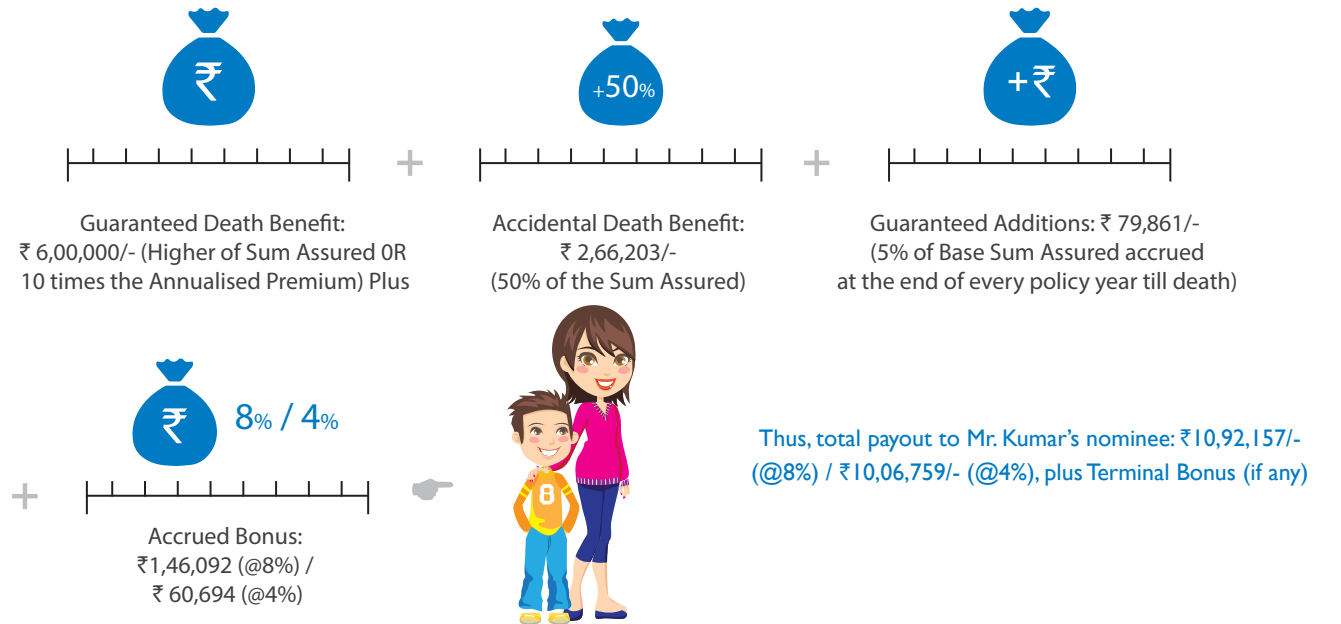 ₹
+50%
+₹
+
+
Guaranteed Death Benefit:
₹ 6,00,000/- (Higher of Sum Assured 0R
10 times the Annualised Premium) Plus
Accidental Death Benefit:
₹ 2,66,203/-
(50% of the Sum Assured)
Guaranteed Additions: ₹ 79,861/-
(5% of Base Sum Assured accrued
at the end of every policy year till death)
₹
8% / 4%
+
Accrued Bonus:
₹1,46,092 (@8%) /
₹ 60,694 (@4%)
8
Thus, total payout to Mr. Kumar’s nominee: ₹10,92,157/-
(@8%) / ₹10,06,759/- (@4%), plus Terminal Bonus (if any)